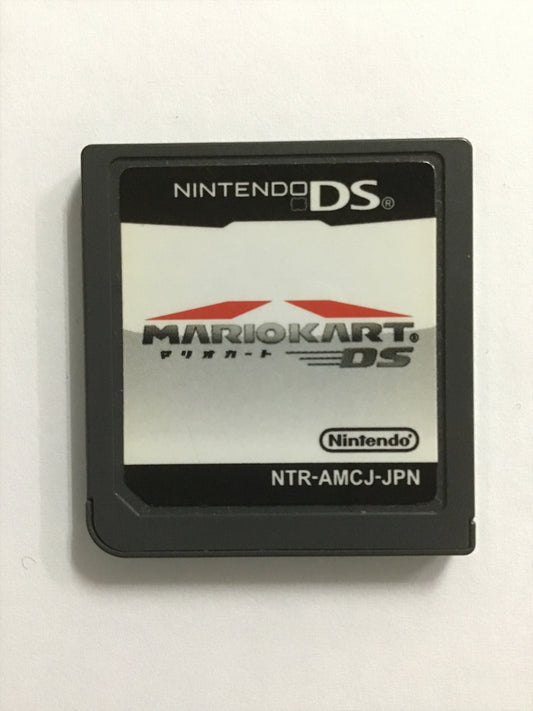 NINTENDO DS®
MARIOKART®
マリオカート DS
Nintendo®
NTR-AMCJ-JPN